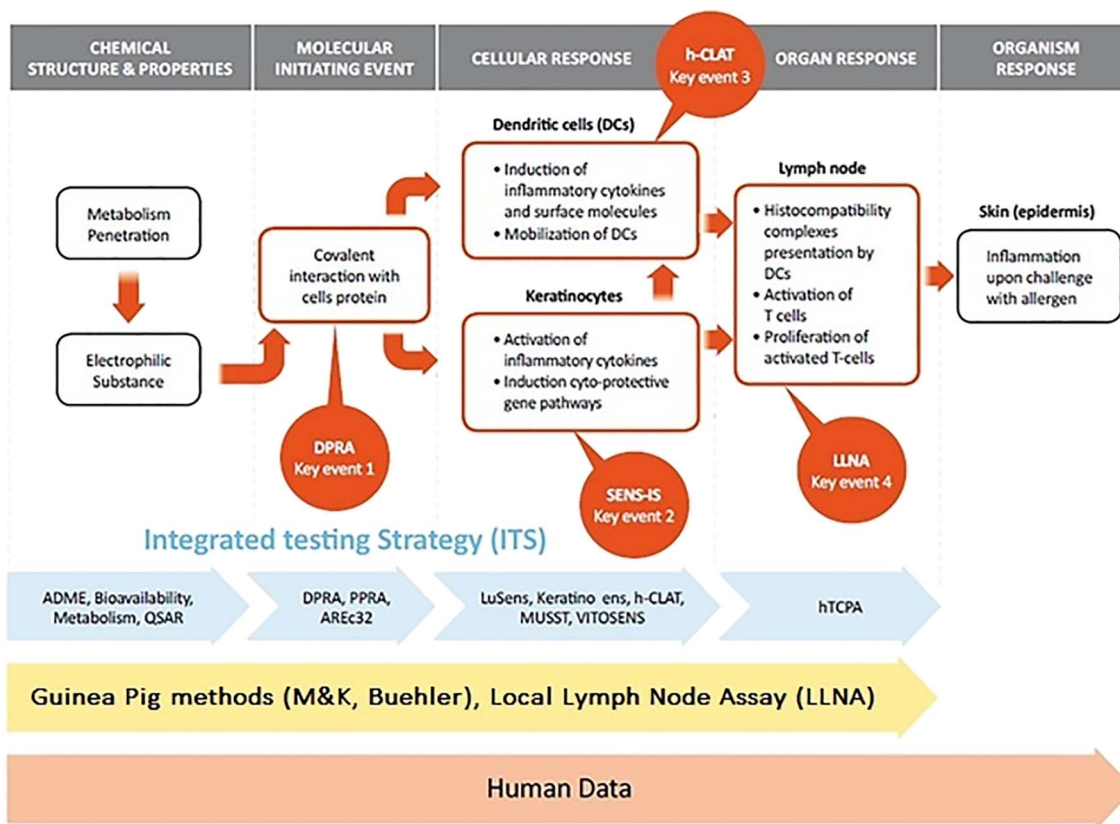 CHEMICAL
STRUCTURE & PROPERTIES
MOLECULAR
INITIATING EVENT
CELLULAR RESPONSE
h-CLAT
Key event 3
ORGAN RESPONSE
ORGANISM
RESPONSE
Metabolism
Penetration
Electrophilic
Substance
Covalent
interaction with
cells protein
DPRA
Key event 1
Dendritic cells (DCs)
• Induction of
inflammatory cytokines
and surface molecules
• Mobilization of DCs
Keratinocytes
• Activation of
inflammatory cytokines
• Induction cyto-protective
gene pathways
SENS-IS
Key event 2
Lymph node
• Histocompatibility
complexes
presentation by
DCs
• Activation of
T cells
• Proliferation of
activated T-cells
LLNA
Key event 4
Skin (epidermis)
Inflammation
upon challenge
with allergen
Integrated testing Strategy (ITS)
ADME, Bioavailability,
Metabolism, QSAR
DPRA, PPRA,
AREc32
LuSens, Keratino ens, h-CLAT,
MUSST, VITOSENS
hTCPA
Guinea Pig methods (M&K, Buehler), Local Lymph Node Assay (LLNA)
Human Data